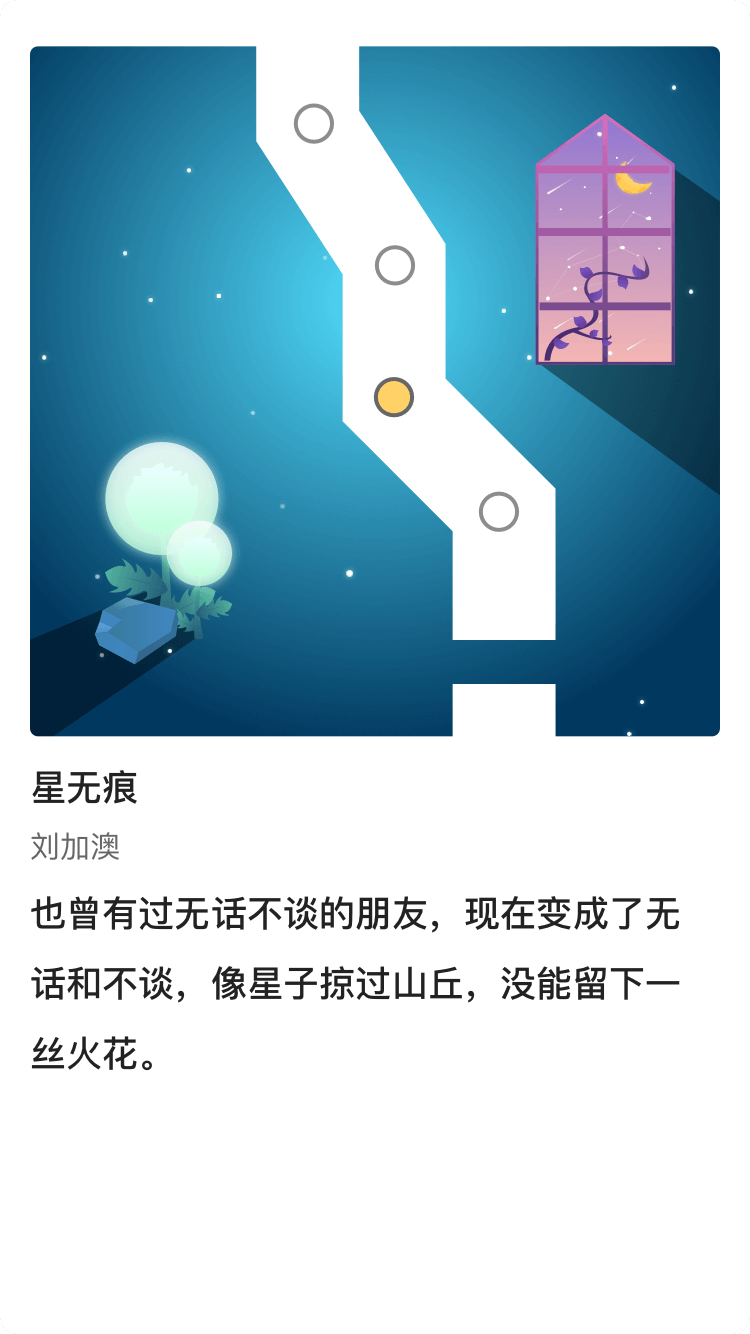 星无痕
刘加澳
也曾有过无话不谈的朋友，现在变成了无
话和不谈，像星子掠过山丘，没能留下一
丝火花。